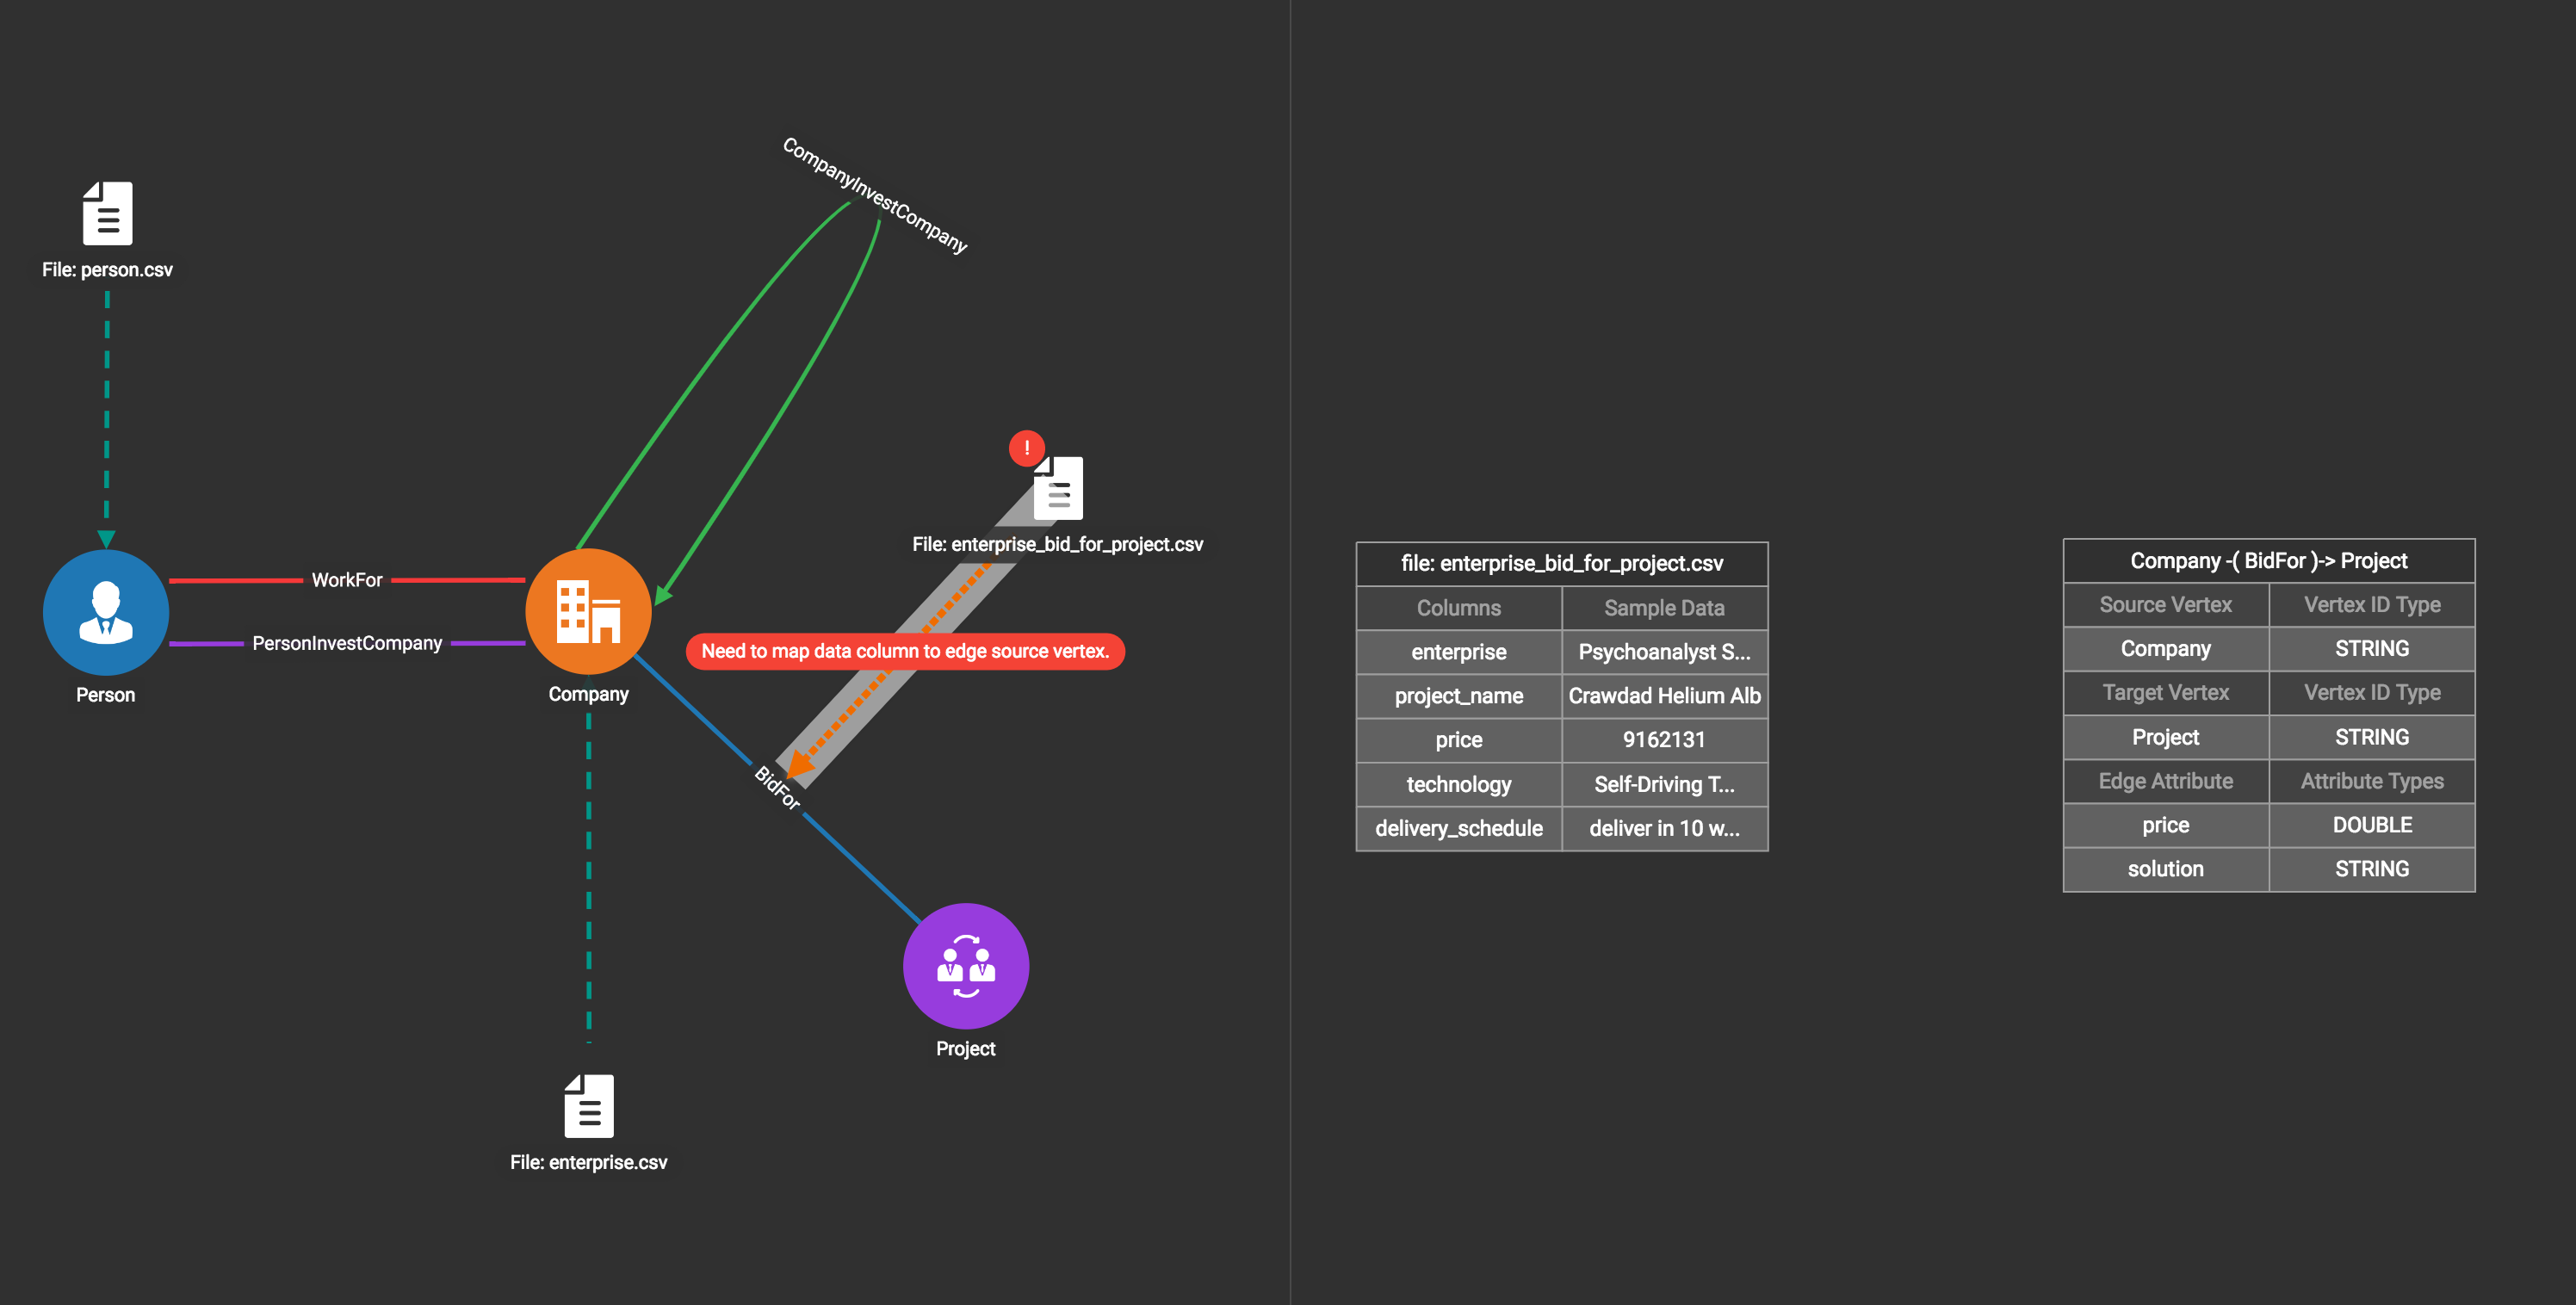 CompanyInvestCompany
File: person.csv
!
File: enterprise_bid_for_project.csv
WorkFor
PersonInvestCompany
Need to map data column to edge source vertex.
Person
Company
BidFor
Project
File: enterprise.csv
file: enterprise_bid_for_project.csv
Columns Sample Data
enterprise Psychoanalyst S...
project_name Crawdad Helium Alb
price 9162131
technology Self-Driving T...
delivery_schedule deliver in 10 w...
Company -( BidFor )-> Project
Source Vertex Vertex ID Type
Company STRING
Target Vertex Vertex ID Type
Project STRING
Edge Attribute Attribute Types
price DOUBLE
solution STRING